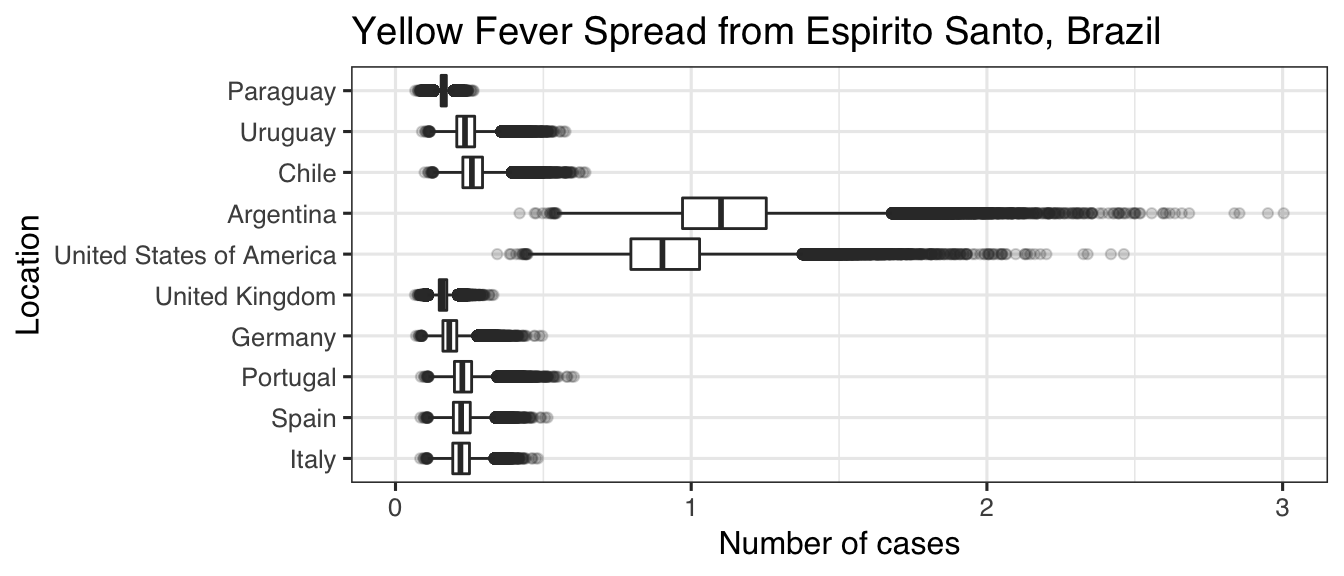 Yellow Fever Spread from Espirito Santo, Brazil
Location
Paraguay
Uruguay
Chile
Argentina
United States of America
United Kingdom
Germany
Portugal
Spain
Italy
0 1 2 3
Number of cases